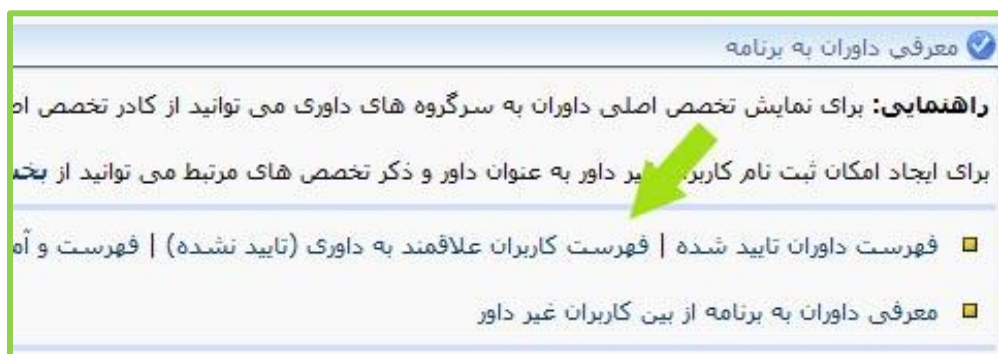 معرفی داوران به برنامه
راهنمایی: برای نمایش تخصص اصلی داوران به سرگروه های داوری می توانید از کادر تخصص
برای ایجاد امکان ثبت نام کاربران غیر داور به عنوان داور و ذکر تخصص های مرتبط می توانید از
فهرست داوران تایید شده | فهرست کاربران علاقمند به داوری (تایید نشده) | فهرست و
معرفی داوران به برنامه از بین کاربران غیر داور